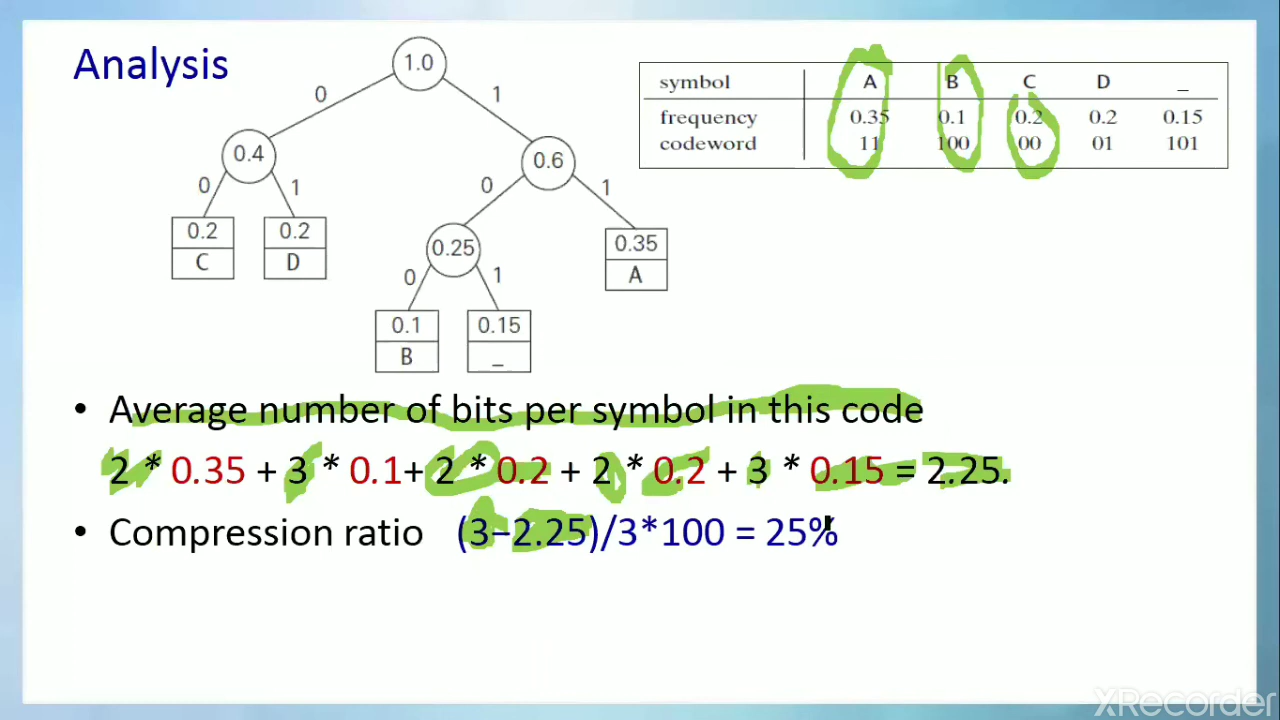 Analysis
1.0
0 1
0.4 0.6
0 1 0 1
0.2 0.2 0.25 0.35
C D A
0 1
0.1 0.15
B _
symbol A B C D _
frequency 0.35 0.1 0.2 0.2 0.15
codeword 11 100 00 01 101
• Average number of bits per symbol in this code
2 * 0.35 + 3 * 0.1+ 2 * 0.2 + 2 * 0.2 + 3 * 0.15 = 2.25.
• Compression ratio (3−2.25)/3*100 = 25%
XRecorder